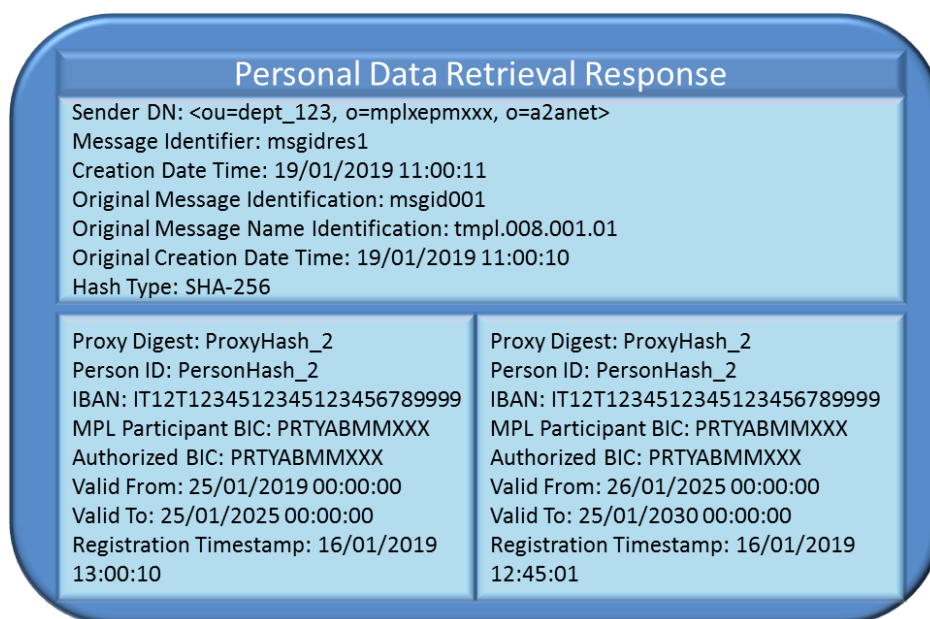 Personal Data Retrieval Response
Sender DN: <ou=dept_123, o=mplxepmxxx, o=a2anet>
Message Identifier: msgidres1
Creation Date Time: 19/01/2019 11:00:11
Original Message Identification: msgid001
Original Message Name Identification: tmpl.008.001.01
Original Creation Date Time: 19/01/2019 11:00:10
Hash Type: SHA-256
Proxy Digest: ProxyHash_2
Person ID: PersonHash_2
IBAN: IT12T1234512345123456789999
MPL Participant BIC: PRTYABMMXXX
Authorized BIC: PRTYABMMXXX
Valid From: 25/01/2019 00:00:00
Valid To: 25/01/2025 00:00:00
Registration Timestamp: 16/01/2019
13:00:10
Proxy Digest: ProxyHash_2
Person ID: PersonHash_2
IBAN: IT12T1234512345123456789999
MPL Participant BIC: PRTYABMMXXX
Authorized BIC: PRTYABMMXXX
Valid From: 26/01/2025 00:00:00
Valid To: 25/01/2030 00:00:00
Registration Timestamp: 16/01/2019
12:45:01